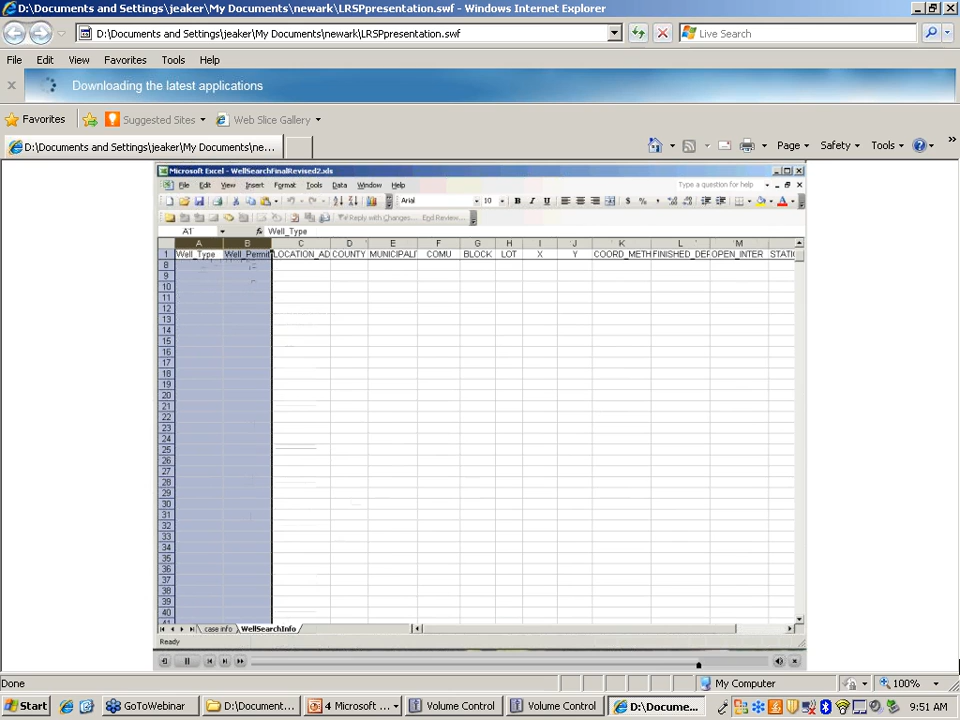 D:\Documents and Settings\jeaker\My Documents\newark\LRSPpresentation.swf - Windows Internet Explorer
D:\Documents and Settings\jeaker\My Documents\newark\LRSPpresentation.swf
Live Search
File Edit View Favorites Tools Help
Downloading the latest applications
Favorites Suggested Sites Web Slice Gallery
D:\Documents and Settings\jeaker\My Documents\ne...
Page Safety Tools
Microsoft Excel - WellSearchFinalRevised2.xls
File Edit View Insert Format Tools Data Window Help Type a question for help
Arial 10 B I U $ %
Reply with Changes... End Review...
A1 fx Well_Type
A B C D E F G H I J K L M
1 Well_Type Well_Permit LOCATION_AD COUNTY MUNICIPALI COMU BLOCK LOT X Y COORD_METH FINISHED_DEP OPEN_INTER STATIC
8
9
10
11
12
13
14
15
16
17
18
19
20
21
22
23
24
25
26
27
28
29
30
31
32
33
34
35
36
37
38
39
40
41
case info WellSearchInfo
Ready
Done My Computer 100%
Start GoToWebinar D:\Document... 4 Microsoft ... Volume Control Volume Control D:\Docume... 9:51 AM